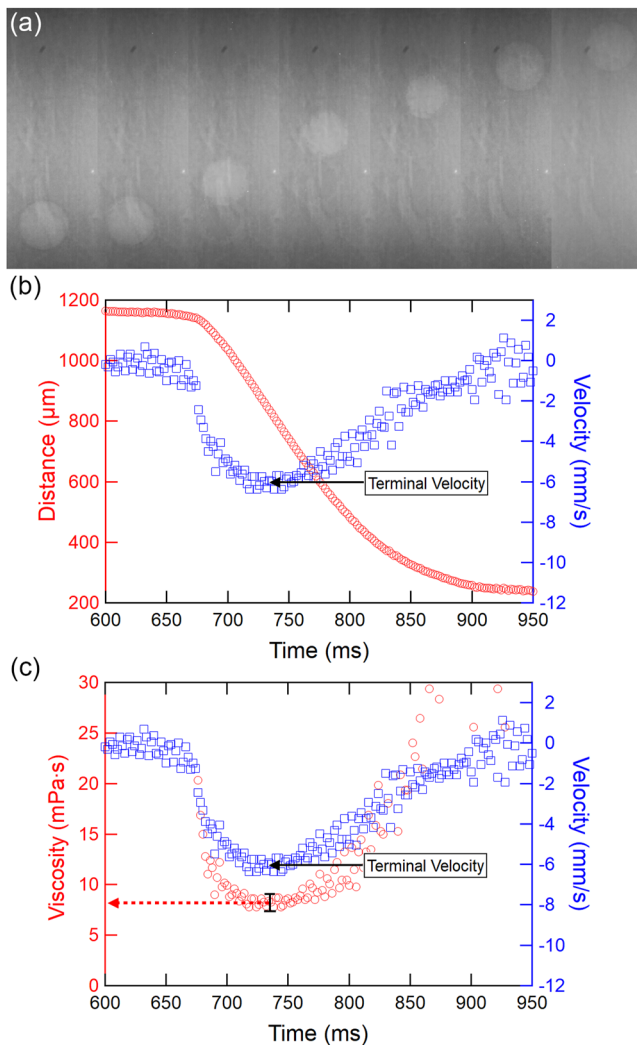 (a)
(b)
1200
1000
800
600
400
200
Distance (µm)
2
0
-2
-4
-6
-8
-10
-12
Velocity (mm/s)
Terminal Velocity
600 650 700 750 800 850 900 950
Time (ms)
(c)
30
25
20
15
10
5
0
Viscosity (mPa·s)
2
0
-2
-4
-6
-8
-10
-12
Velocity (mm/s)
Terminal Velocity
600 650 700 750 800 850 900 950
Time (ms)